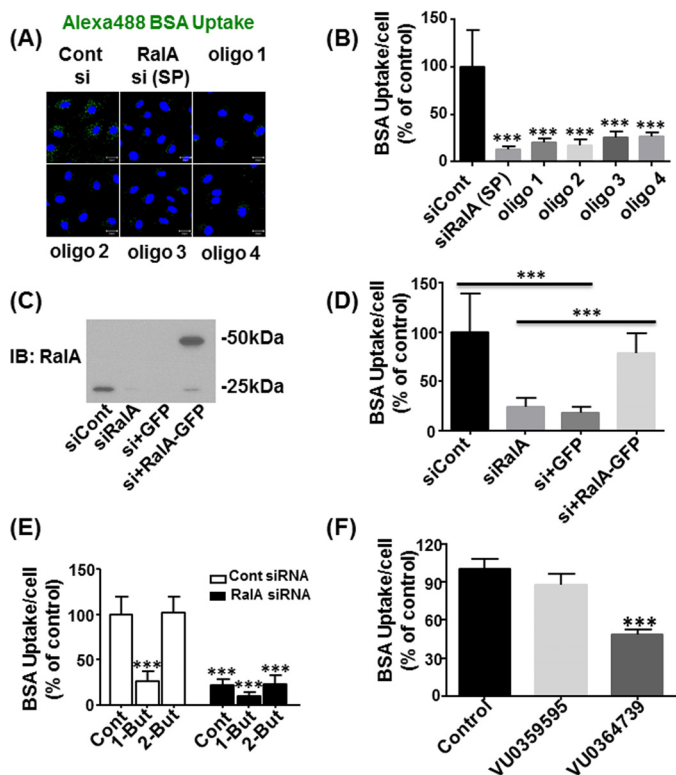 Alexa488 BSA Uptake
(A)
Cont si
RalA si (SP)
oligo 1
oligo 2
oligo 3
oligo 4
(B)
BSA Uptake/cell
(% of control)
150
100
50
0
***
***
***
***
***
siCont
siRalA (SP)
oligo 1
oligo 2
oligo 3
oligo 4
(C)
IB: RalA
-50kDa
-25kDa
siCont
siRalA
si+GFP
si+RalA-GFP
(D)
BSA Uptake/cell
(% of control)
150
100
50
0
***
***
siCont
siRalA
si+GFP
si+RalA-GFP
(E)
BSA Uptake/cell
(% of control)
150
100
50
0
Cont siRNA
RalA siRNA
***
***
***
***
Cont
1-But
2-But
Cont
1-But
2-But
(F)
BSA Uptake/cell
(% of control)
120
90
60
30
0
***
Control
VU0359595
VU0364739